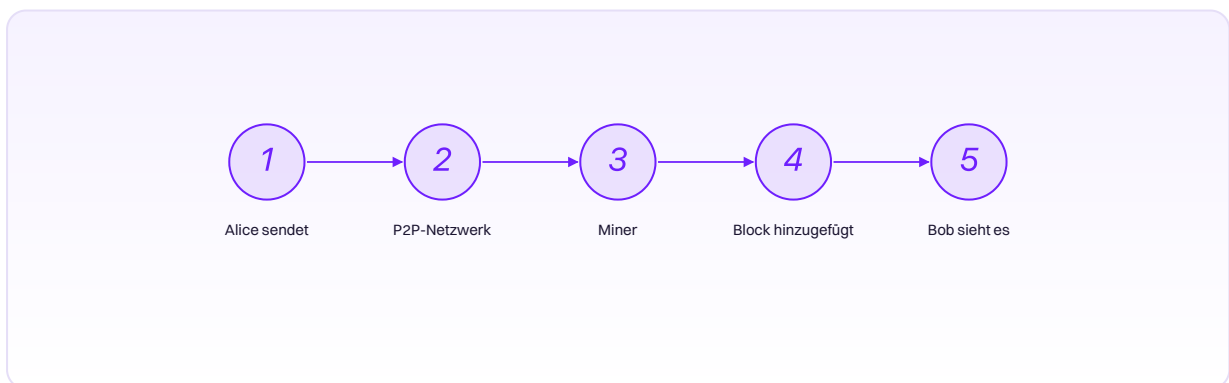 1 2 3 4 5
Alice sendet P2P-Netzwerk Miner Block hinzugefügt Bob sieht es